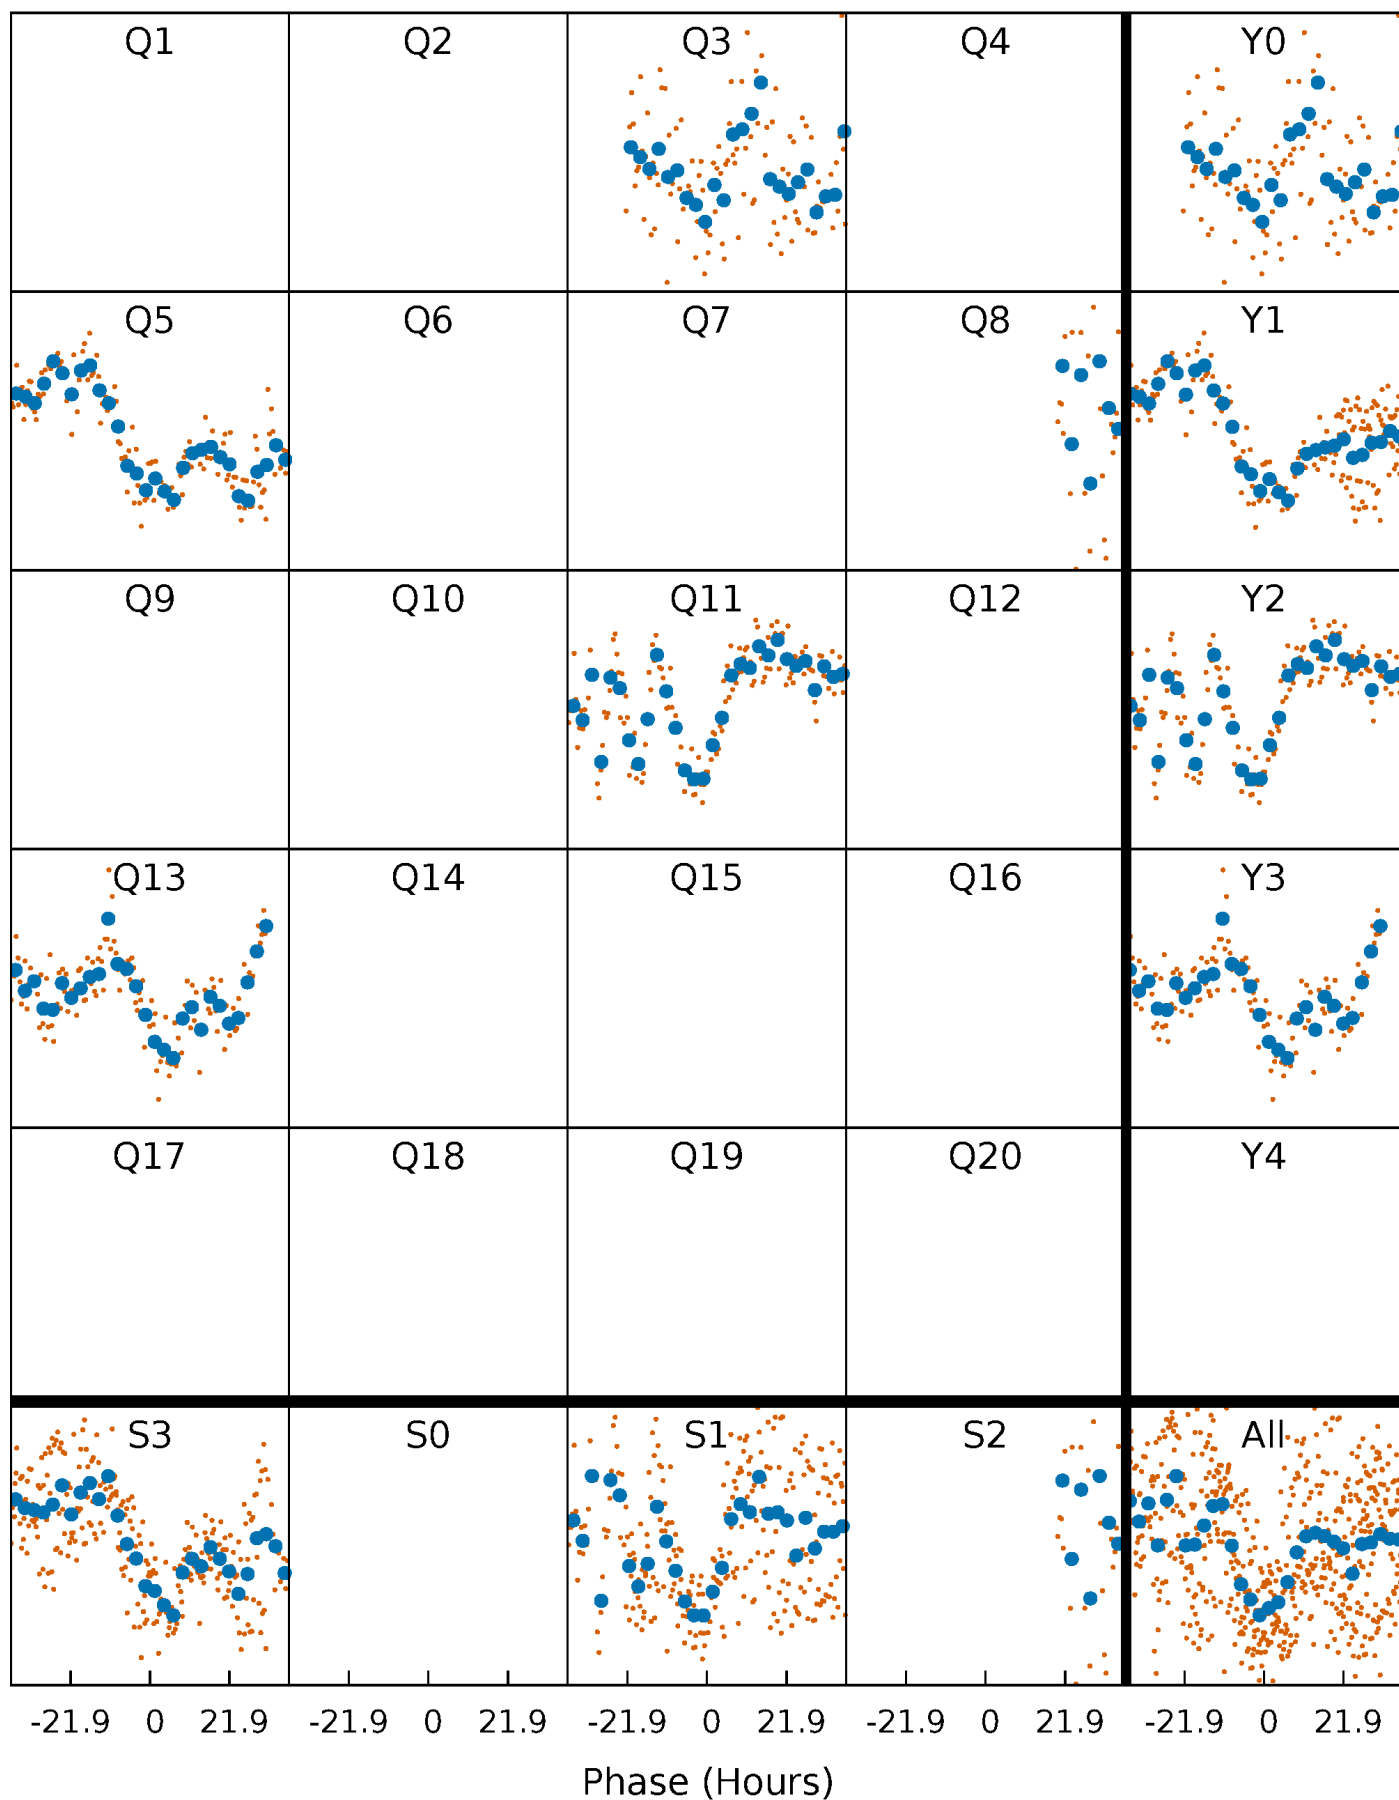 Q1 Q2 Q3 Q4 Y0
Q5 Q6 Q7 Q8 Y1
Q9 Q10 Q11 Q12 Y2
Q13 Q14 Q15 Q16 Y3
Q17 Q18 Q19 Q20 Y4
S3 S0 S1 S2 All
-21.9 0 21.9 -21.9 0 21.9 -21.9 0 21.9 -21.9 0 21.9 -21.9 0 21.9
Phase (Hours)